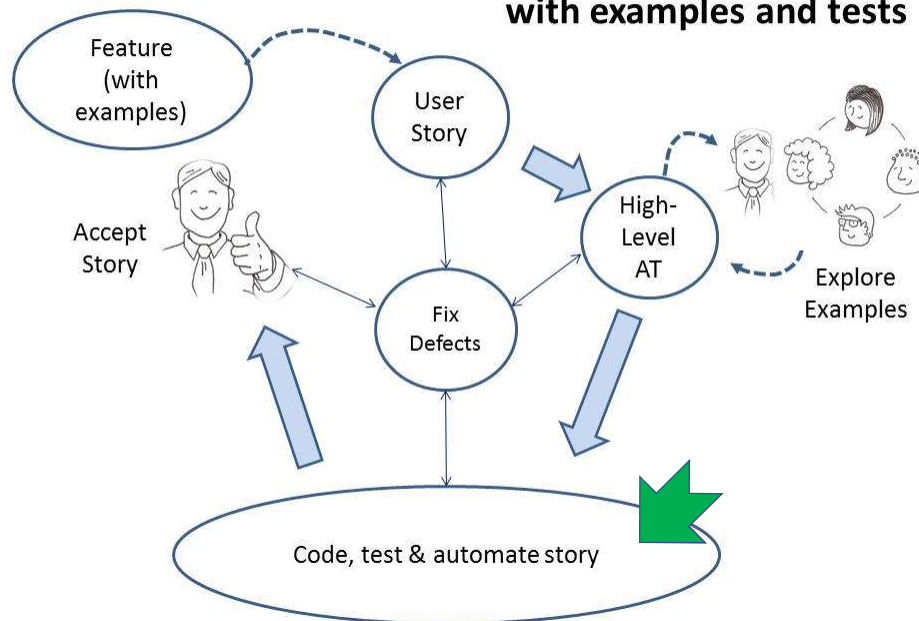 with examples and tests
Feature
(with
examples)
User
Story
High-
Level
AT
Accept
Story
Explore
Examples
Fix
Defects
Code, test & automate story